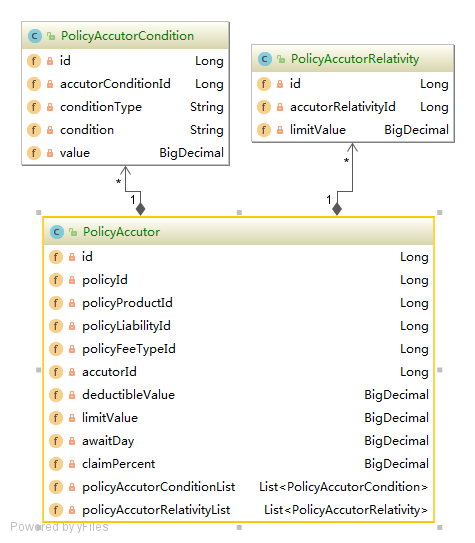 PolicyAccutorCondition
id Long
accutorConditionId Long
conditionType String
condition String
value BigDecimal
PolicyAccutorRelativity
id Long
accutorRelativityId Long
limitValue BigDecimal
* *
1 1
PolicyAccutor
id Long
policyId Long
policyProductId Long
policyLiabilityId Long
policyFeeTypeId Long
accutorId Long
deductibleValue BigDecimal
limitValue BigDecimal
awaitDay BigDecimal
claimPercent BigDecimal
policyAccutorConditionList List<PolicyAccutorCondition>
policyAccutorRelativityList List<PolicyAccutorRelativity>
Powered by yFiles